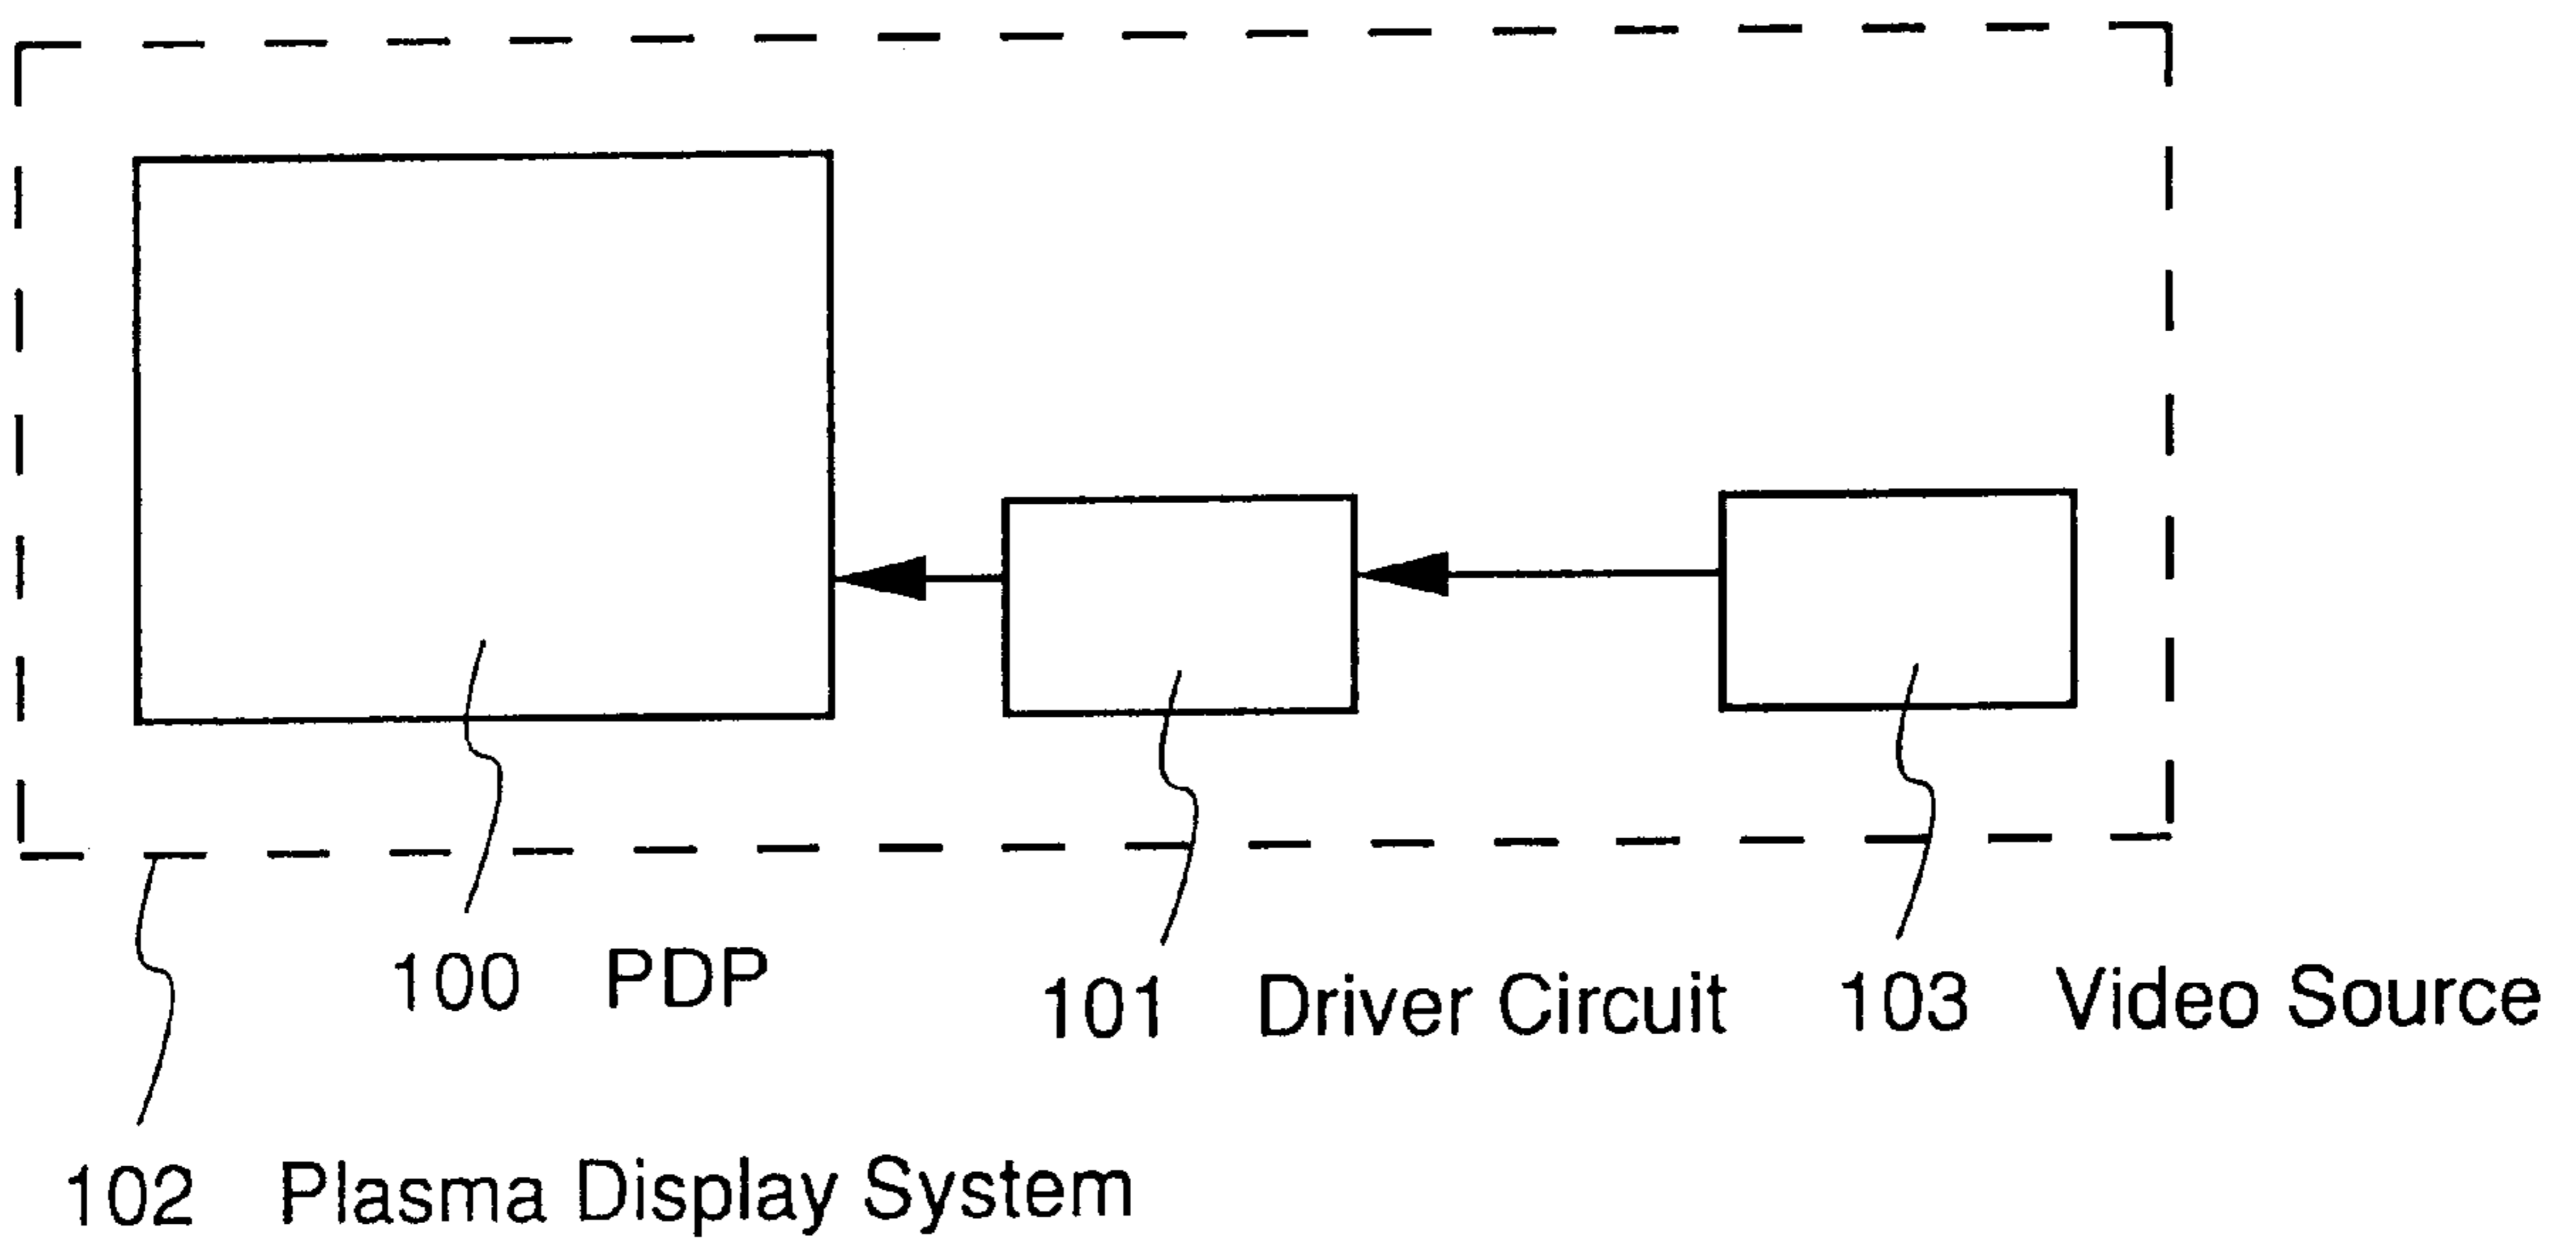 100 PDP
101 Driver Circuit
103 Video Source
102 Plasma Display System